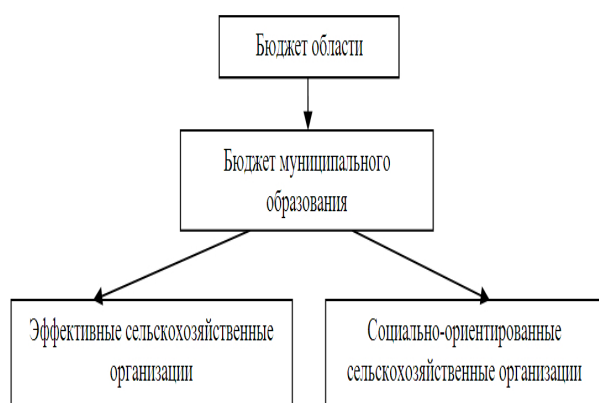 Бюджет области
Бюджет муниципального
образования
Эффективные сельскохозяйственные
организации
Социально-ориентированные
сельскохозяйственные организации